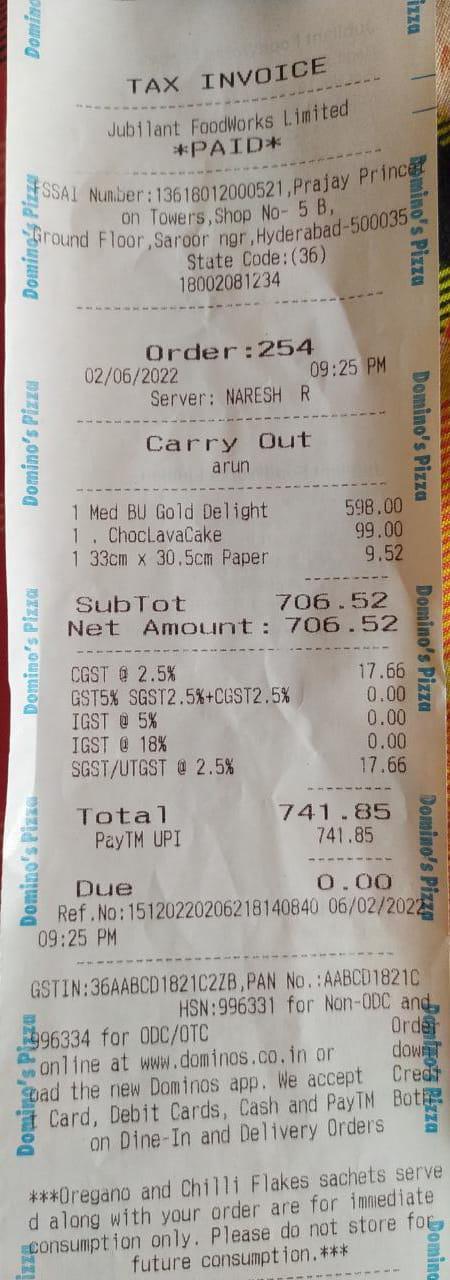 TAX INVOICE
Jubilant FoodWorks Limited
*PAID*
FSSAI Number:13618012000521,Prajay Princet
on Towers,Shop No- 5 B,
Ground Floor,Saroor ngr,Hyderabad-500035
State Code:(36)
18002081234
Order:254
02/06/2022 09:25 PM
Server: NARESH R
Carry Out
arun
1 Med BU Gold Delight 598.00
1 . ChocLavaCake 99.00
1 33cm x 30.5cm Paper 9.52
SubTot 706.52
Net Amount: 706.52
CGST @ 2.5% 17.66
GST5% SGST2.5%+CGST2.5% 0.00
IGST @ 5% 0.00
IGST @ 18% 0.00
SGST/UTGST @ 2.5% 17.66
Total 741.85
PayTM UPI 741.85
Due 0.00
Ref.No:15120220206218140840 06/02/2022
09:25 PM
GSTIN:36AABCD1821C2ZB,PAN No.:AABCD1821C
HSN:996331 for Non-ODC and
996334 for ODC/OTC Order
online at www.dominos.co.in or down
oad the new Dominos app. We accept Credi
t Card, Debit Cards, Cash and PayTM Both
on Dine-In and Delivery Orders
***Oregano and Chilli Flakes sachets serve
d along with your order are for immediate
consumption only. Please do not store for
future consumption.***
Domino's Pizza
Domino's Pizza
Domino's Pizza
Domino's Pizza
Domino's Pizza
Domino's Pizza
Domino's Pizza
Domino's Pizza
Domino's Pizza
Domino's Pizza